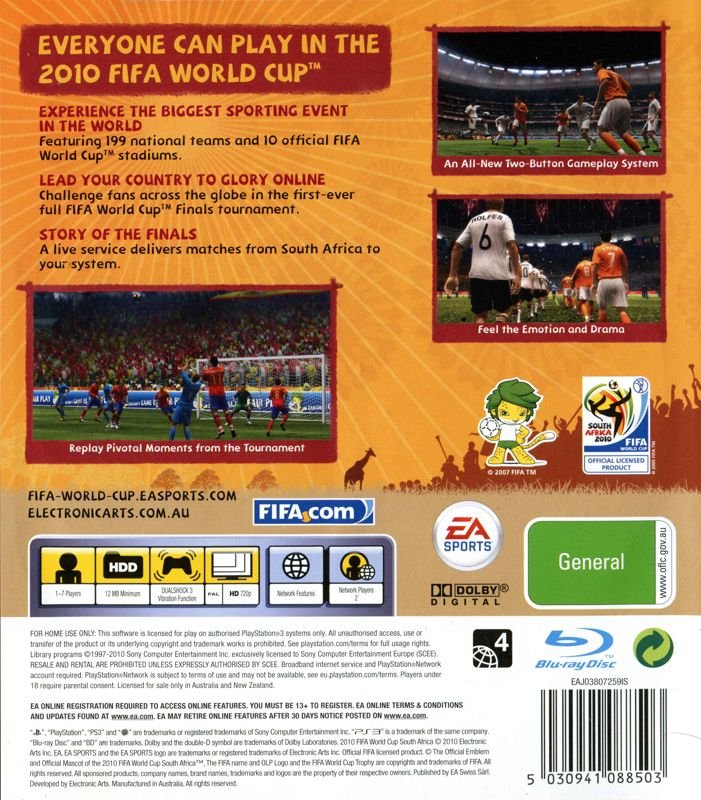 EVERYONE CAN PLAY IN THE
2010 FIFA WORLD CUP™
EXPERIENCE THE BIGGEST SPORTING EVENT
IN THE WORLD
Featuring 199 national teams and 10 official FIFA
World Cup™ stadiums.
LEAD YOUR COUNTRY TO GLORY ONLINE
Challenge fans across the globe in the first-ever
full FIFA World Cup™ Finals tournament.
STORY OF THE FINALS
A live service delivers matches from South Africa to
your system.
An All-New Two-Button Gameplay System
ROLFES
6
7
Feel the Emotion and Drama
Replay Pivotal Moments from the Tournament
© 2007 FIFA TM
SOUTH
AFRICA
2010
FIFA
WORLD CUP
OFFICIAL LICENSED
PRODUCT
© 2005 FIFA TM
FIFA-WORLD-CUP.EASPORTS.COM
ELECTRONICARTS.COM.AU
FIFA.com
EA
SPORTS
DOLBY®
DIGITAL
General
www.oflc.gov.au
HDD
1-7 Players
12 MB Minimum
DUALSHOCK 3
Vibration Function
PAL HD 720p
Network Features
Network Players
2
FOR HOME USE ONLY: This software is licensed for play on authorised PlayStation®3 systems only. All unauthorised access, use or
transfer of the product or its underlying copyright and trademark works is prohibited. See playstation.com/terms for full usage rights.
Library programs ©1997-2010 Sony Computer Entertainment Inc. exclusively licensed to Sony Computer Entertainment Europe (SCEE).
RESALE AND RENTAL ARE PROHIBITED UNLESS EXPRESSLY AUTHORISED BY SCEE. Broadband internet service and PlayStation®Network
account required. PlayStation®Network is subject to terms of use and may not be available, see eu.playstation.com/terms. Players under
18 require parental consent. Licensed for sale only in Australia and New Zealand.
4
Blu-ray Disc
EAJ03807259IS
EA ONLINE REGISTRATION REQUIRED TO ACCESS ONLINE FEATURES. YOU MUST BE 13+ TO REGISTER. EA ONLINE TERMS & CONDITIONS
AND UPDATES FOUND AT www.ea.com. EA MAY RETIRE ONLINE FEATURES AFTER 30 DAYS NOTICE POSTED ON www.ea.com.
" ", "PlayStation", "PS3" and " " are trademarks or registered trademarks of Sony Computer Entertainment Inc. "PS3" is a trademark of the same company.
"Blu-ray Disc" and "BD" are trademarks. Dolby and the double-D symbol are trademarks of Dolby Laboratories. 2010 FIFA World Cup South Africa © 2010 Electronic
Arts Inc. EA, EA SPORTS and the EA SPORTS logo are trademarks or registered trademarks of Electronic Arts Inc. Official FIFA licensed product. © The Official Emblem
and Official Mascot of the 2010 FIFA World Cup South Africa™, The FIFA name and OLP Logo and the FIFA World Cup Trophy are copyrights and trademarks of FIFA. All
rights reserved. All sponsored products, company names, brand names, trademarks and logos are the property of their respective owners. Published by EA Swiss Sàrl.
Developed by Electronic Arts. Manufactured in Australia. All rights reserved.
5 030941 088503